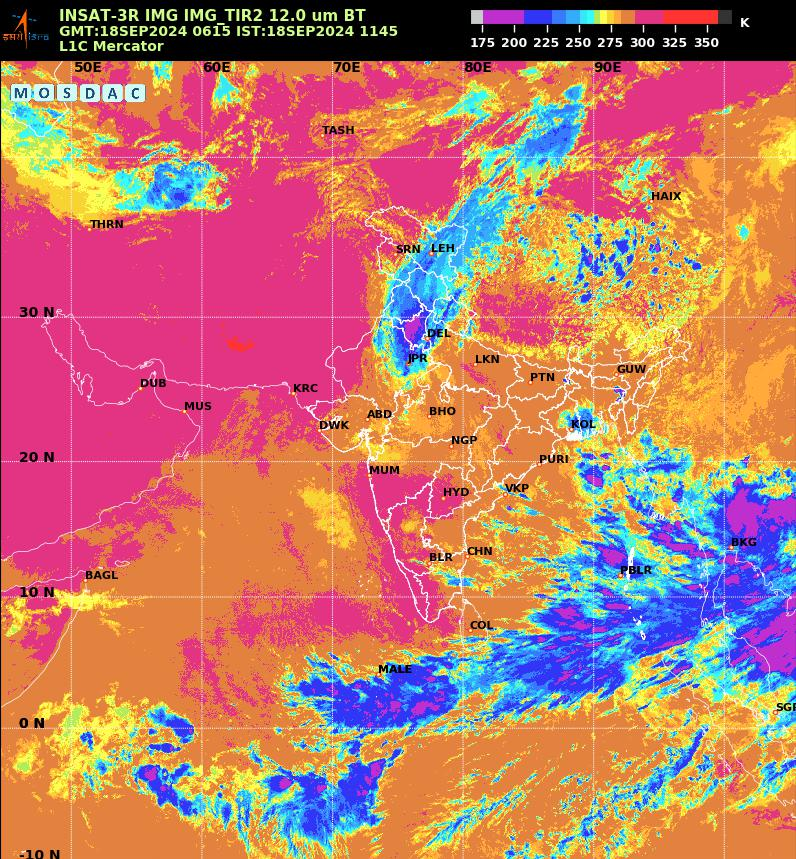 INSAT-3R IMG IMG_TIR2 12.0 um BT
GMT:18SEP2024 0615 IST:18SEP2024 1145
L1C Mercator
K
175 200 225 250 275 300 325 350
50E 60E 70E 80E 90E
MOSDAC
TASH
HAIX
THRN
SRN LEH
30 N
DEL
JPR LKN
GUW
PTN
DUB KRC
MUS
ABD BHO
DWK KOL
NGP
20 N PURI
MUM
HYD VKP
BKG
CHN
BLR
PBLR
BAGL
10 N
COL
MALE
SGP
0 N
-10 N